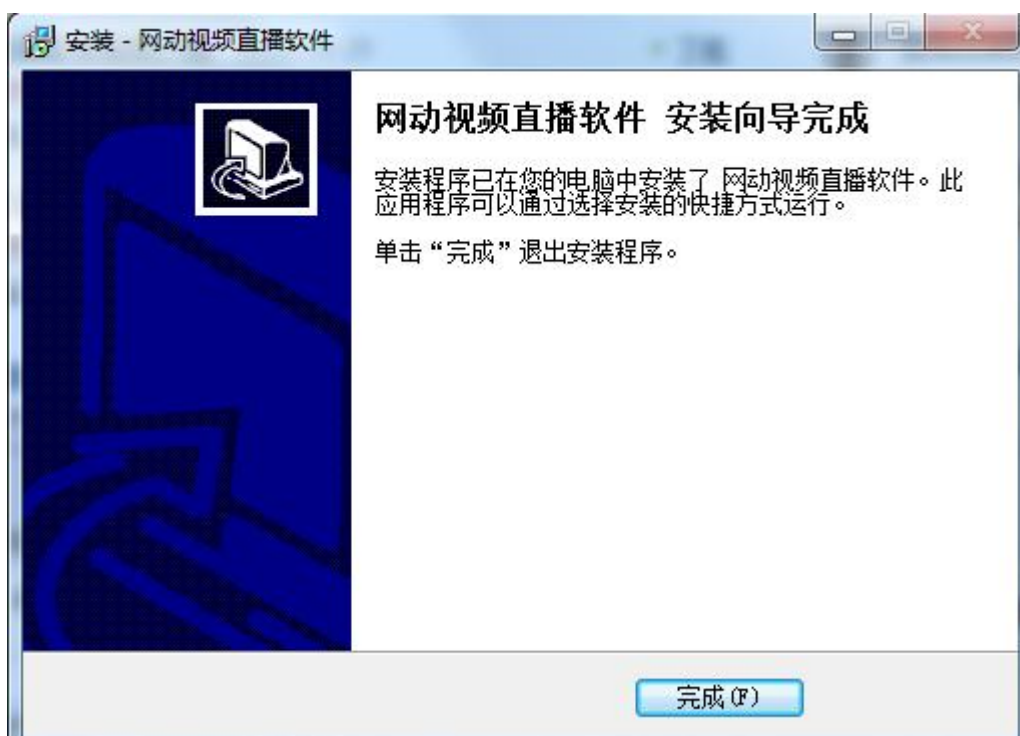 安装 - 网动视频直播软件
网动视频直播软件 安装向导完成
安装程序已在您的电脑中安装了 网动视频直播软件。此
应用程序可以通过选择安装的快捷方式运行。
单击“完成”退出安装程序。
完成(F)